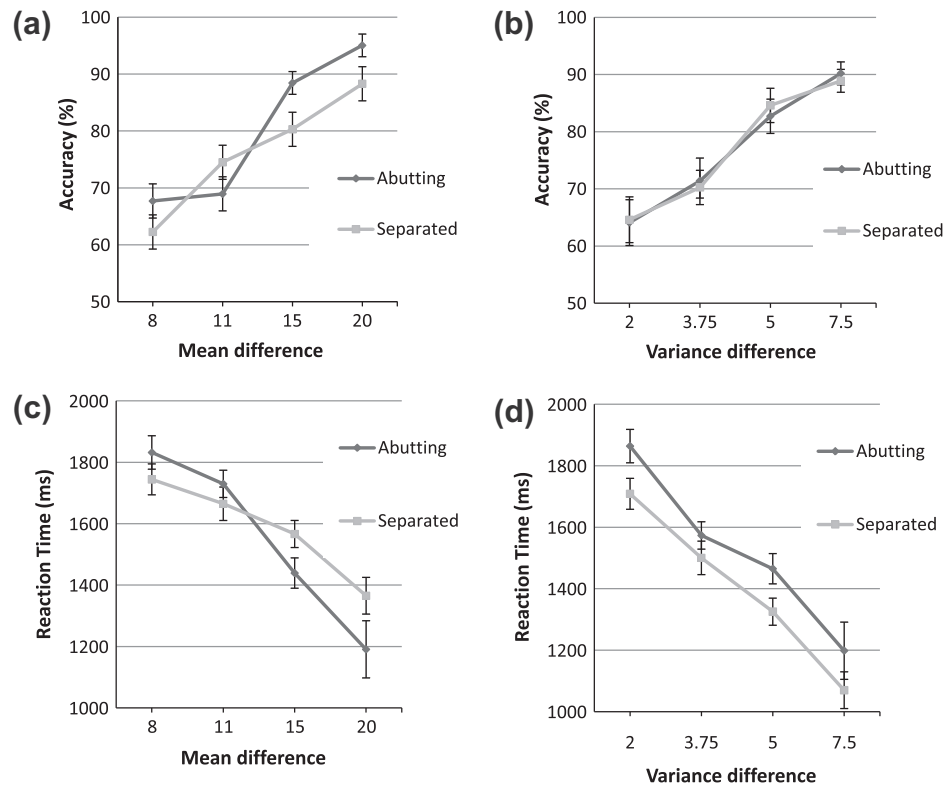 (a)
100
90
80
70
60
50
Accuracy (%)
Abutting
Separated
8 11 15 20
Mean difference
(b)
100
90
80
70
60
50
Accuracy (%)
Abutting
Separated
2 3.75 5 7.5
Variance difference
(c)
2000
1800
1600
1400
1200
1000
Reaction Time (ms)
Abutting
Separated
8 11 15 20
Mean difference
(d)
2000
1800
1600
1400
1200
1000
Reaction Time (ms)
Abutting
Separated
2 3.75 5 7.5
Variance difference